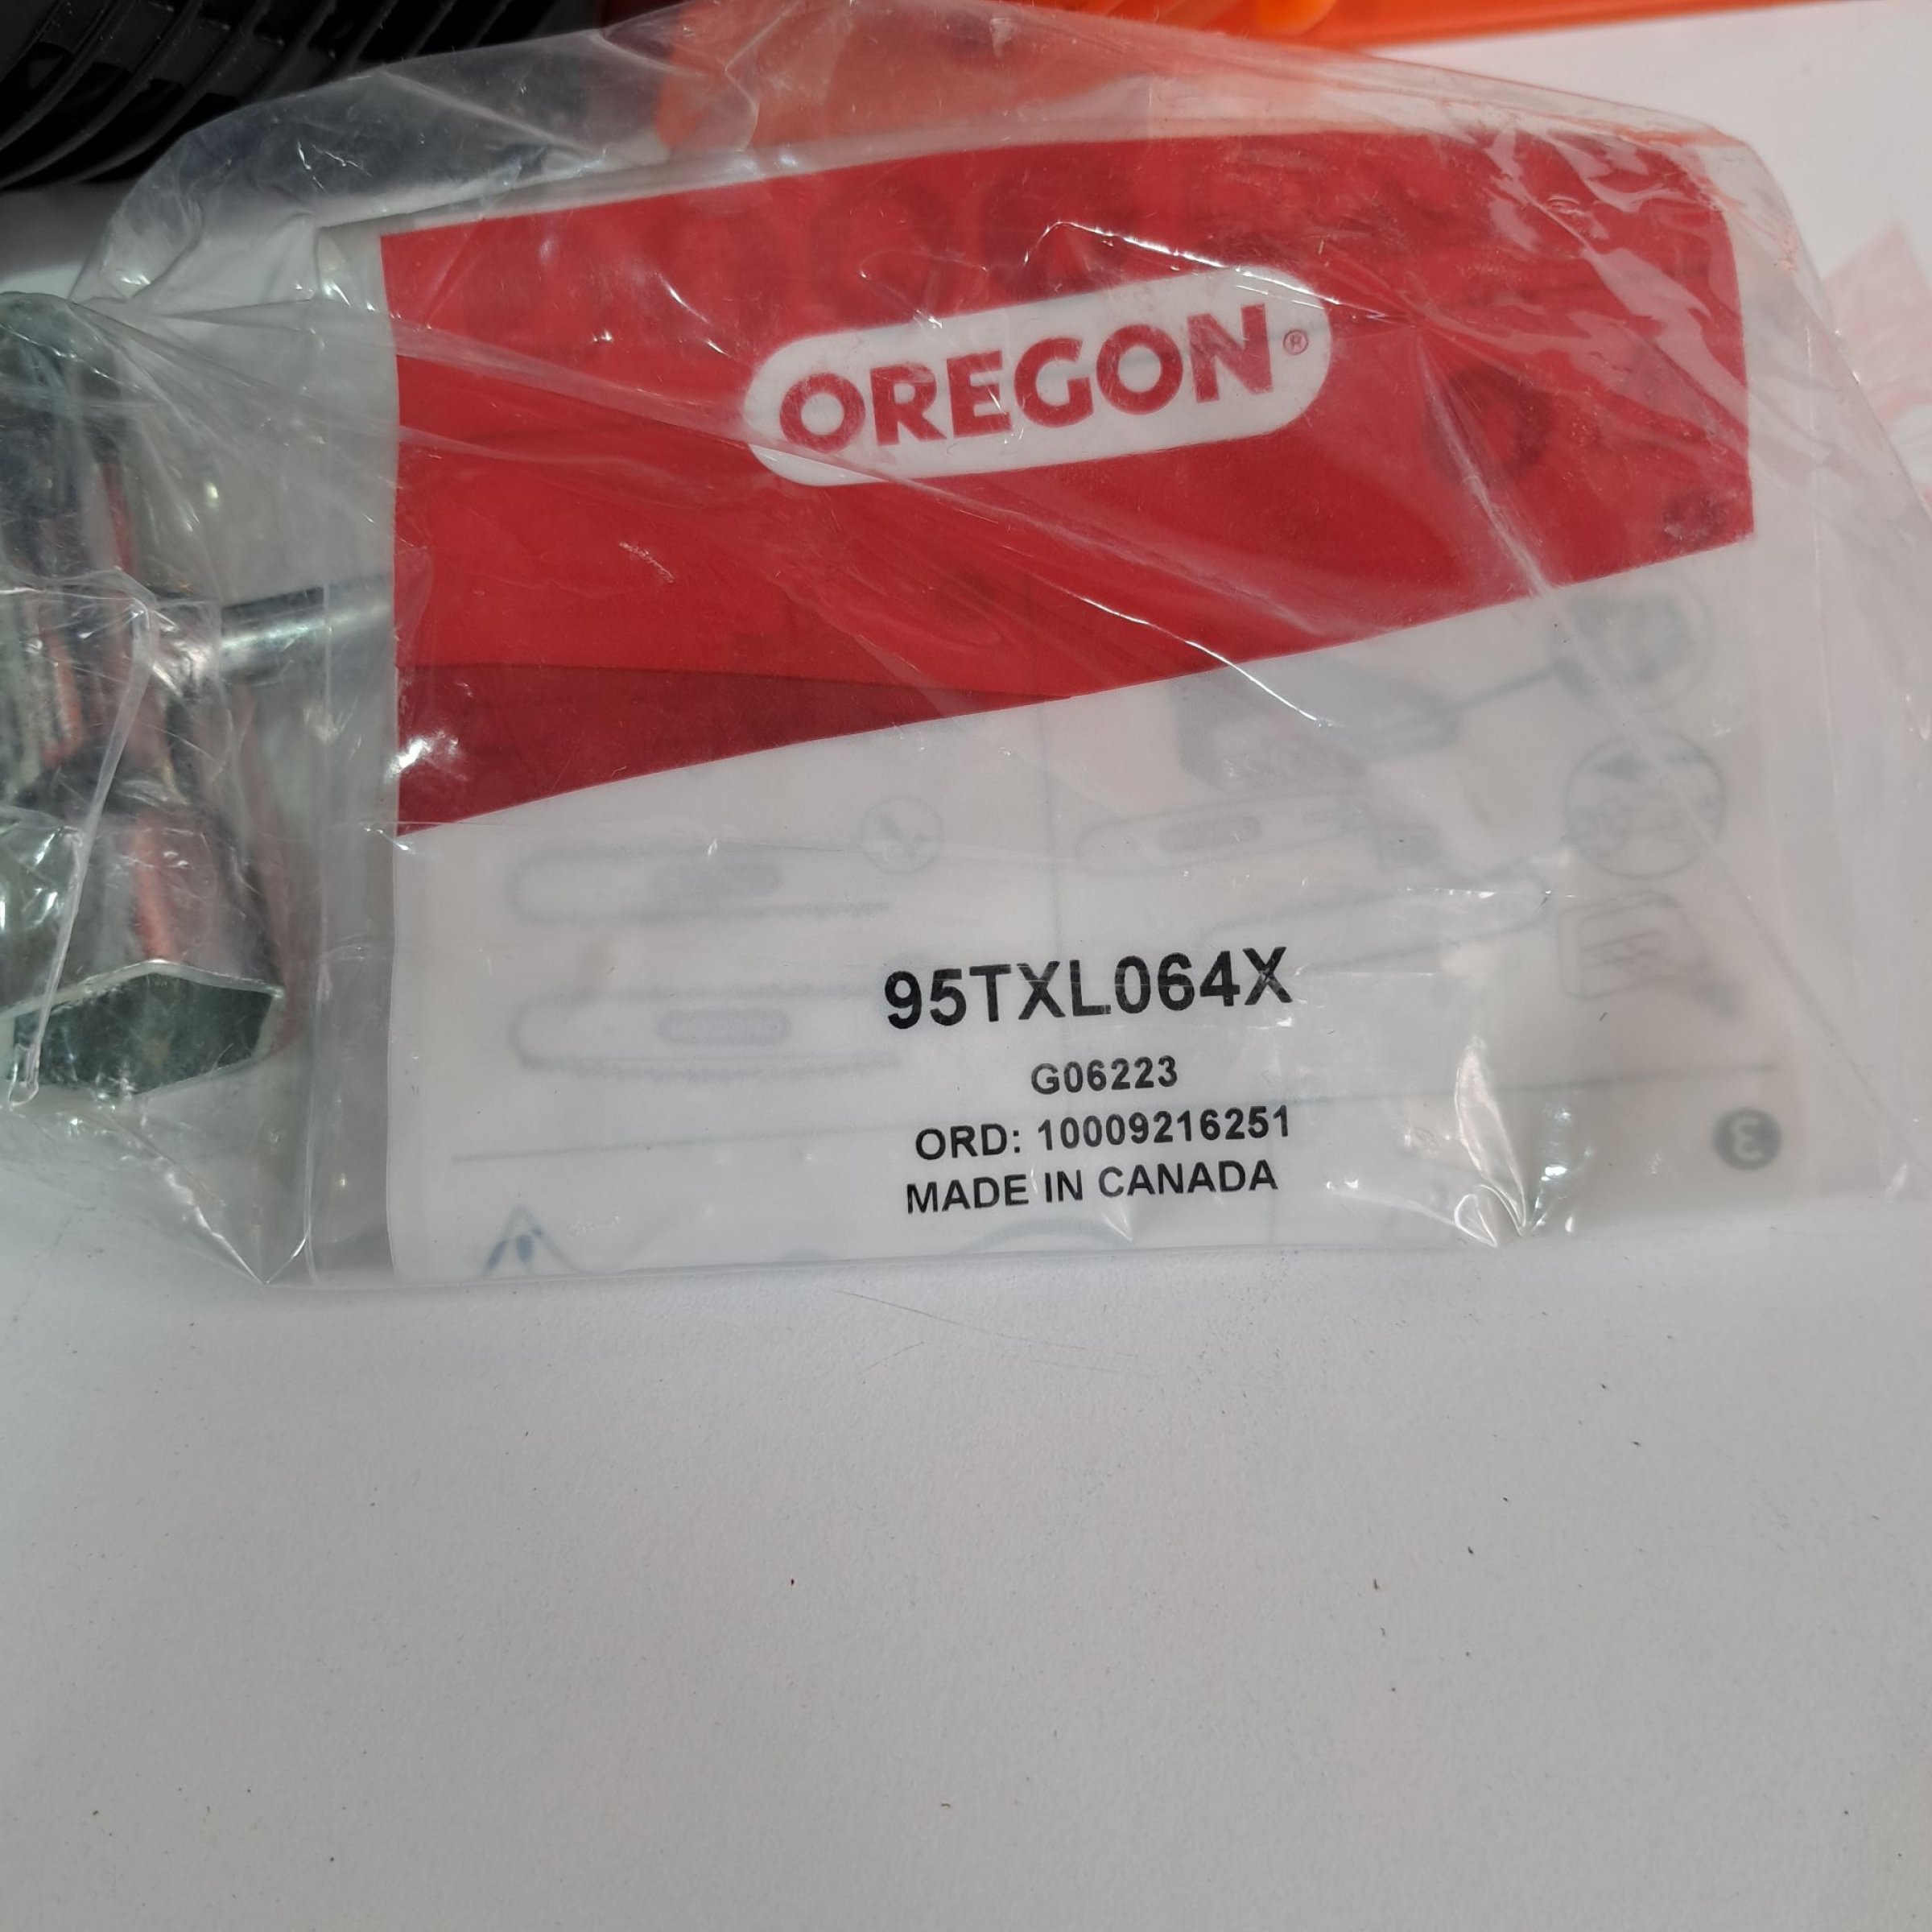 OREGON®
95TXL064X
G06223
ORD: 10009216251
MADE IN CANADA
3